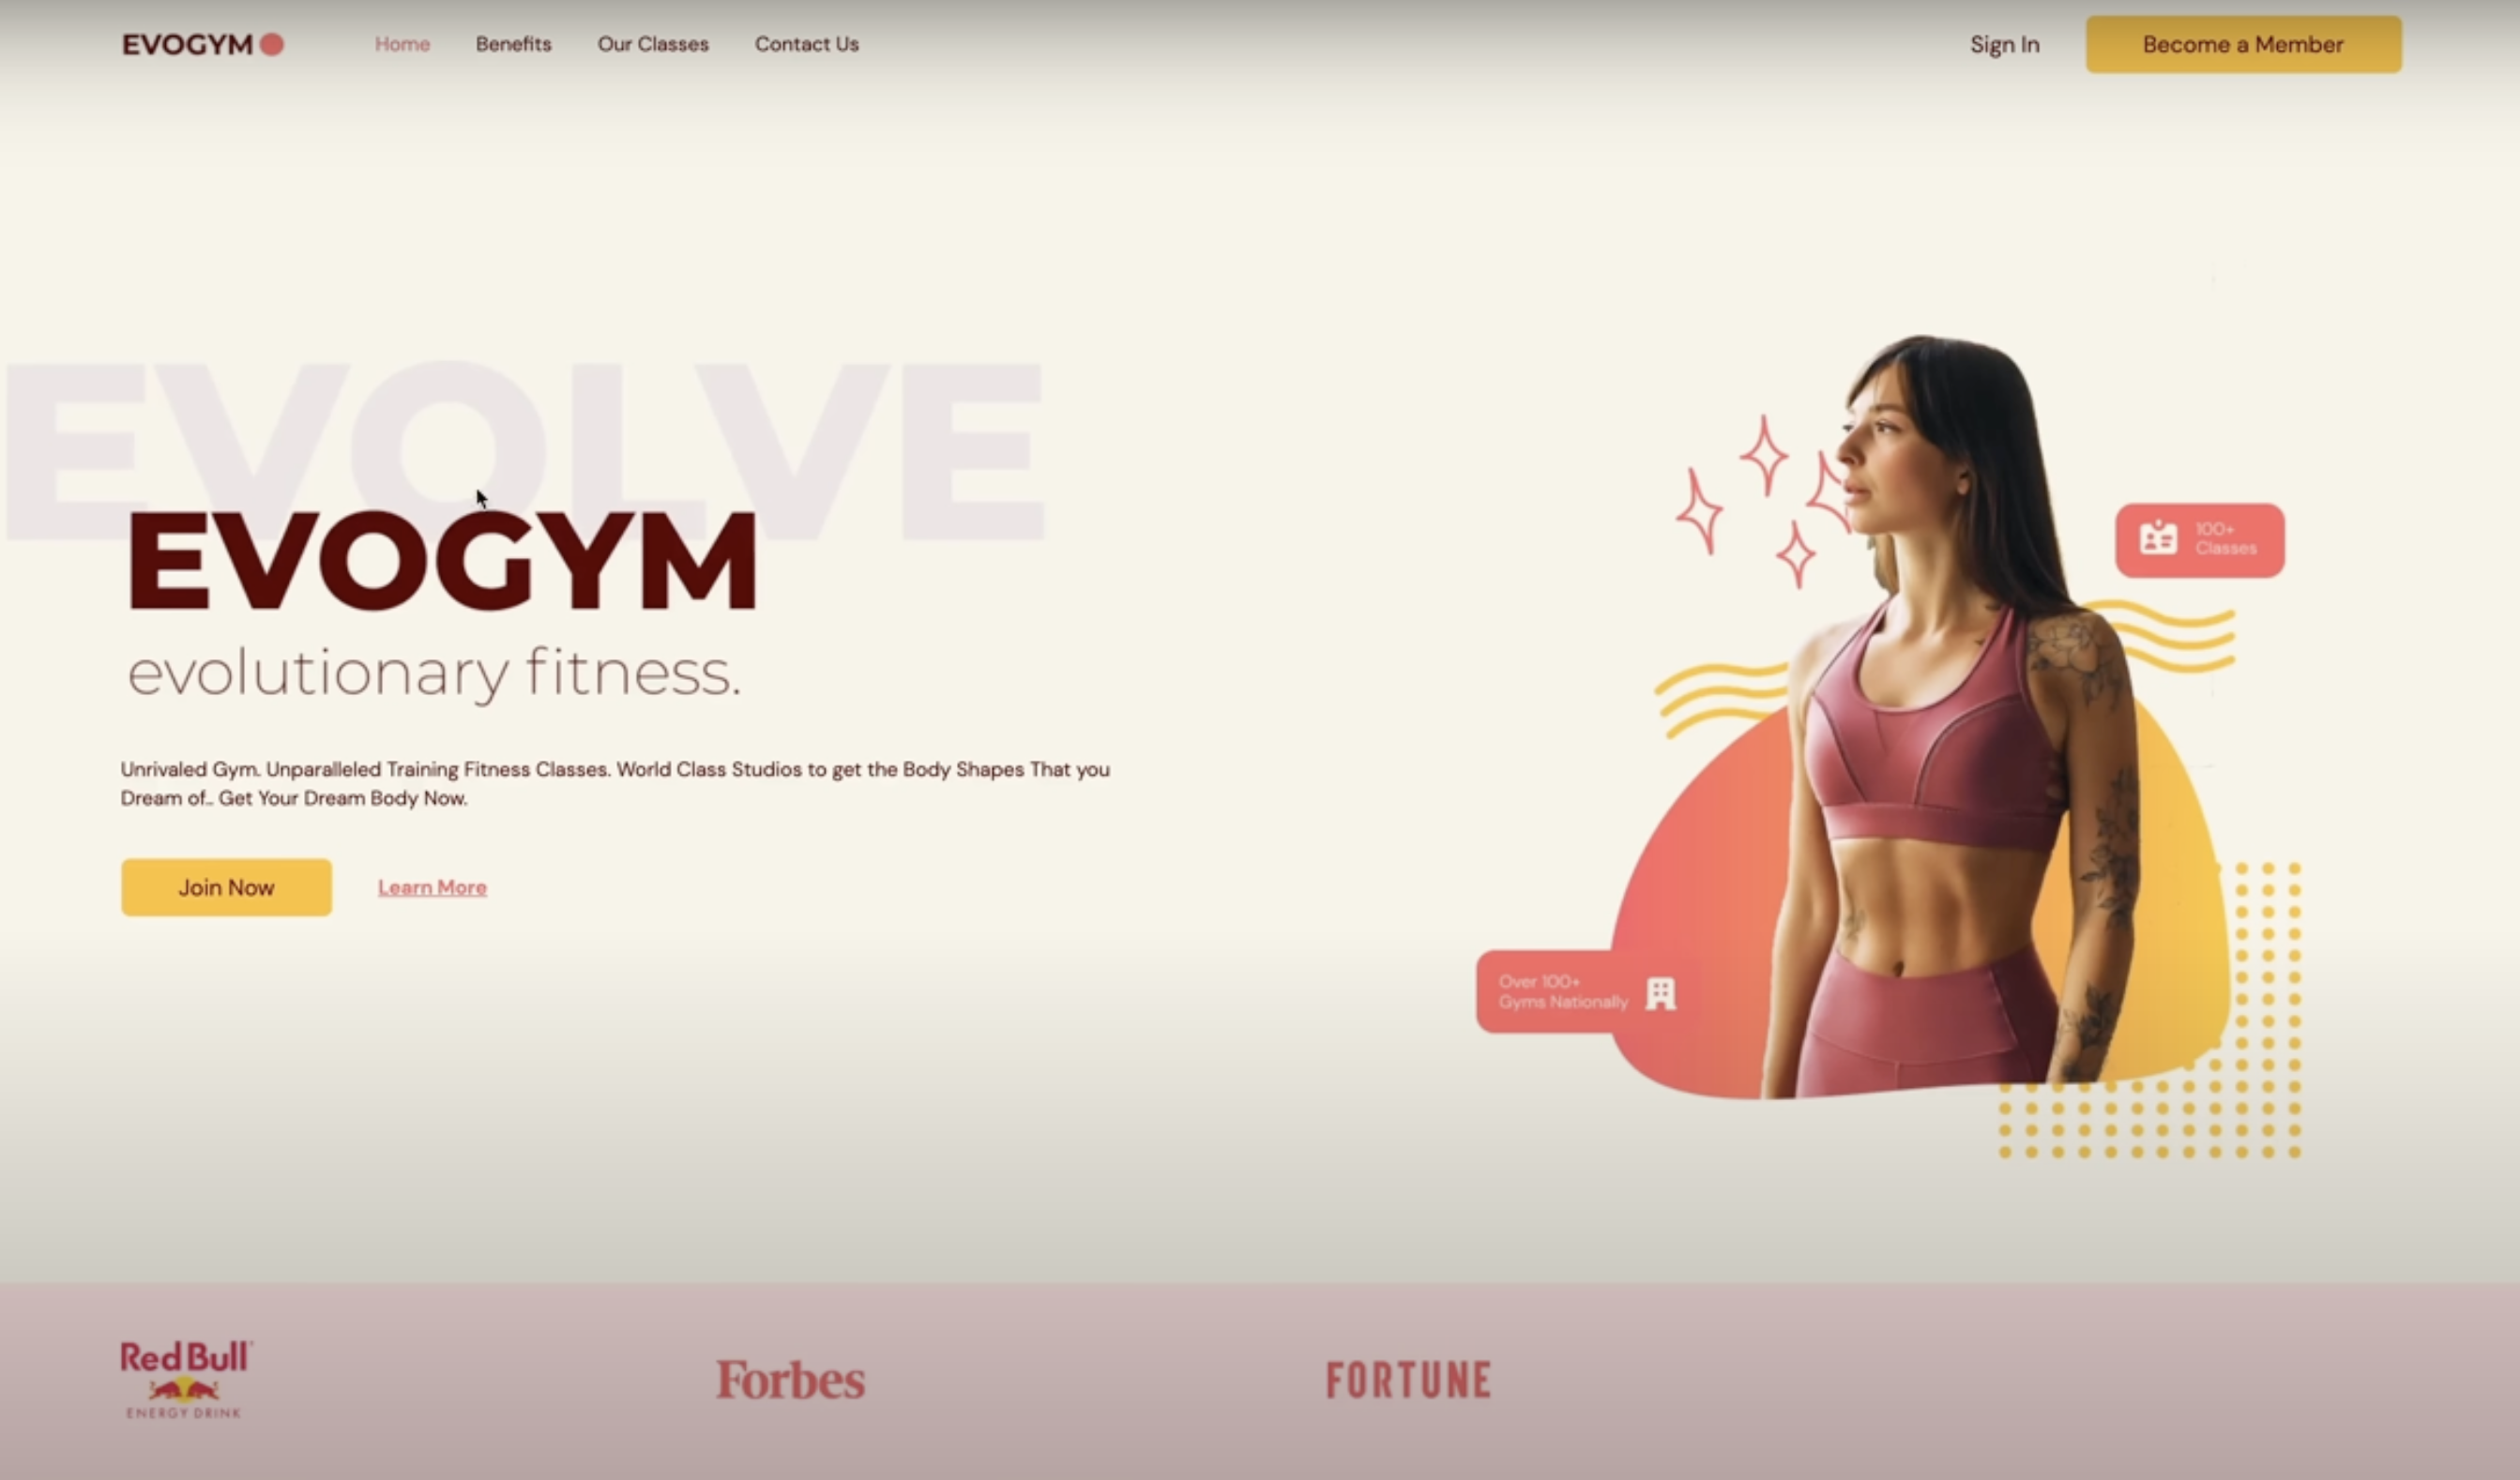 EVOGYM
Home
Benefits
Our Classes
Contact Us
Sign In
Become a Member
EVOLVE
EVOGYM
evolutionary fitness.
Unrivaled Gym. Unparalleled Training Fitness Classes. World Class Studios to get the Body Shapes That you
Dream of.. Get Your Dream Body Now.
Join Now
Learn More
100+
Classes
Over 100+
Gyms Nationally
Red Bull
ENERGY DRINK
Forbes
FORTUNE